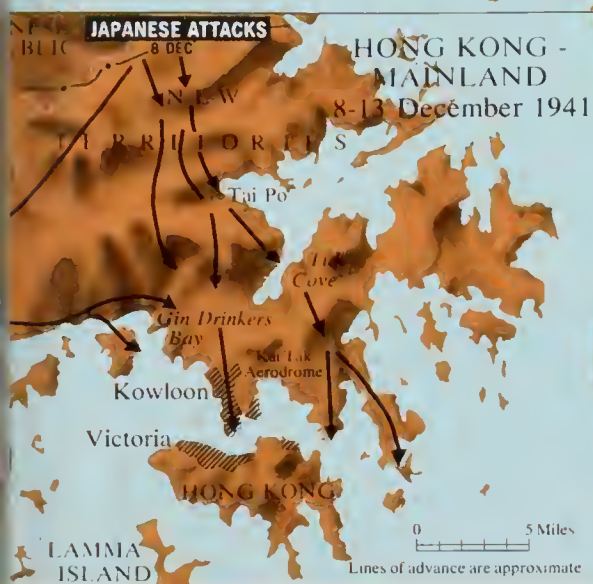 JAPANESE ATTACKS
8 DEC
HONG KONG -
MAINLAND
8-13 December 1941
NEW
TERRITORIES
Tai Po
Cove
Gin Drinkers
Bay
Kai Tak
Aerodrome
Kowloon
Victoria
HONG KONG
LAMMA
ISLAND
0 5 Miles
Lines of advance are approximate